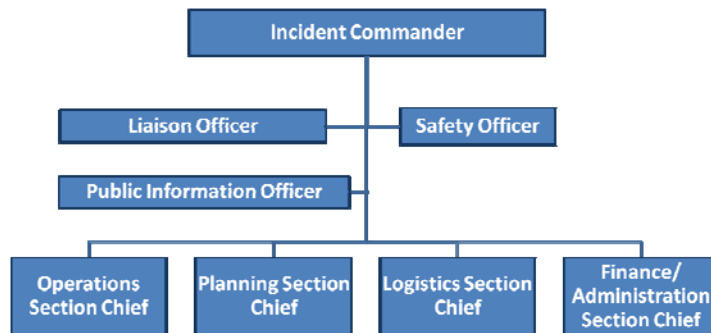 Incident Commander
Liaison Officer
Safety Officer
Public Information Officer
Operations
Section Chief
Planning Section
Chief
Logistics Section
Chief
Finance/
Administration
Section Chief